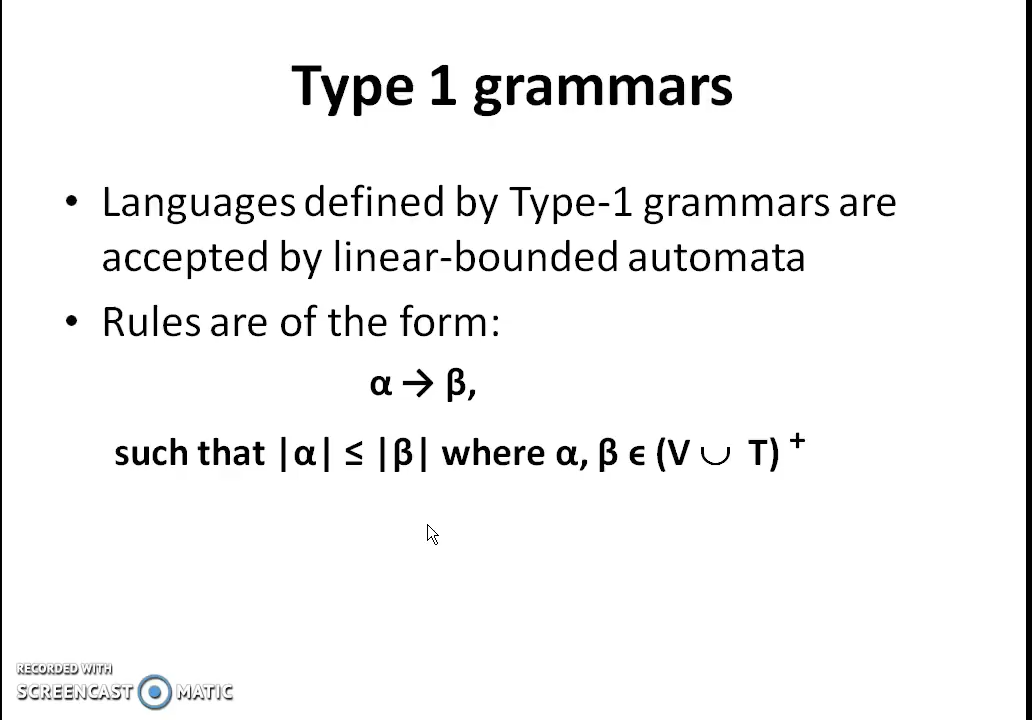 Type 1 grammars
• Languages defined by Type-1 grammars are
accepted by linear-bounded automata
• Rules are of the form:
α → β,
such that |α| ≤ |β| where α, β ϵ (V ∪ T) +
RECORDED WITH
SCREENCAST MATIC